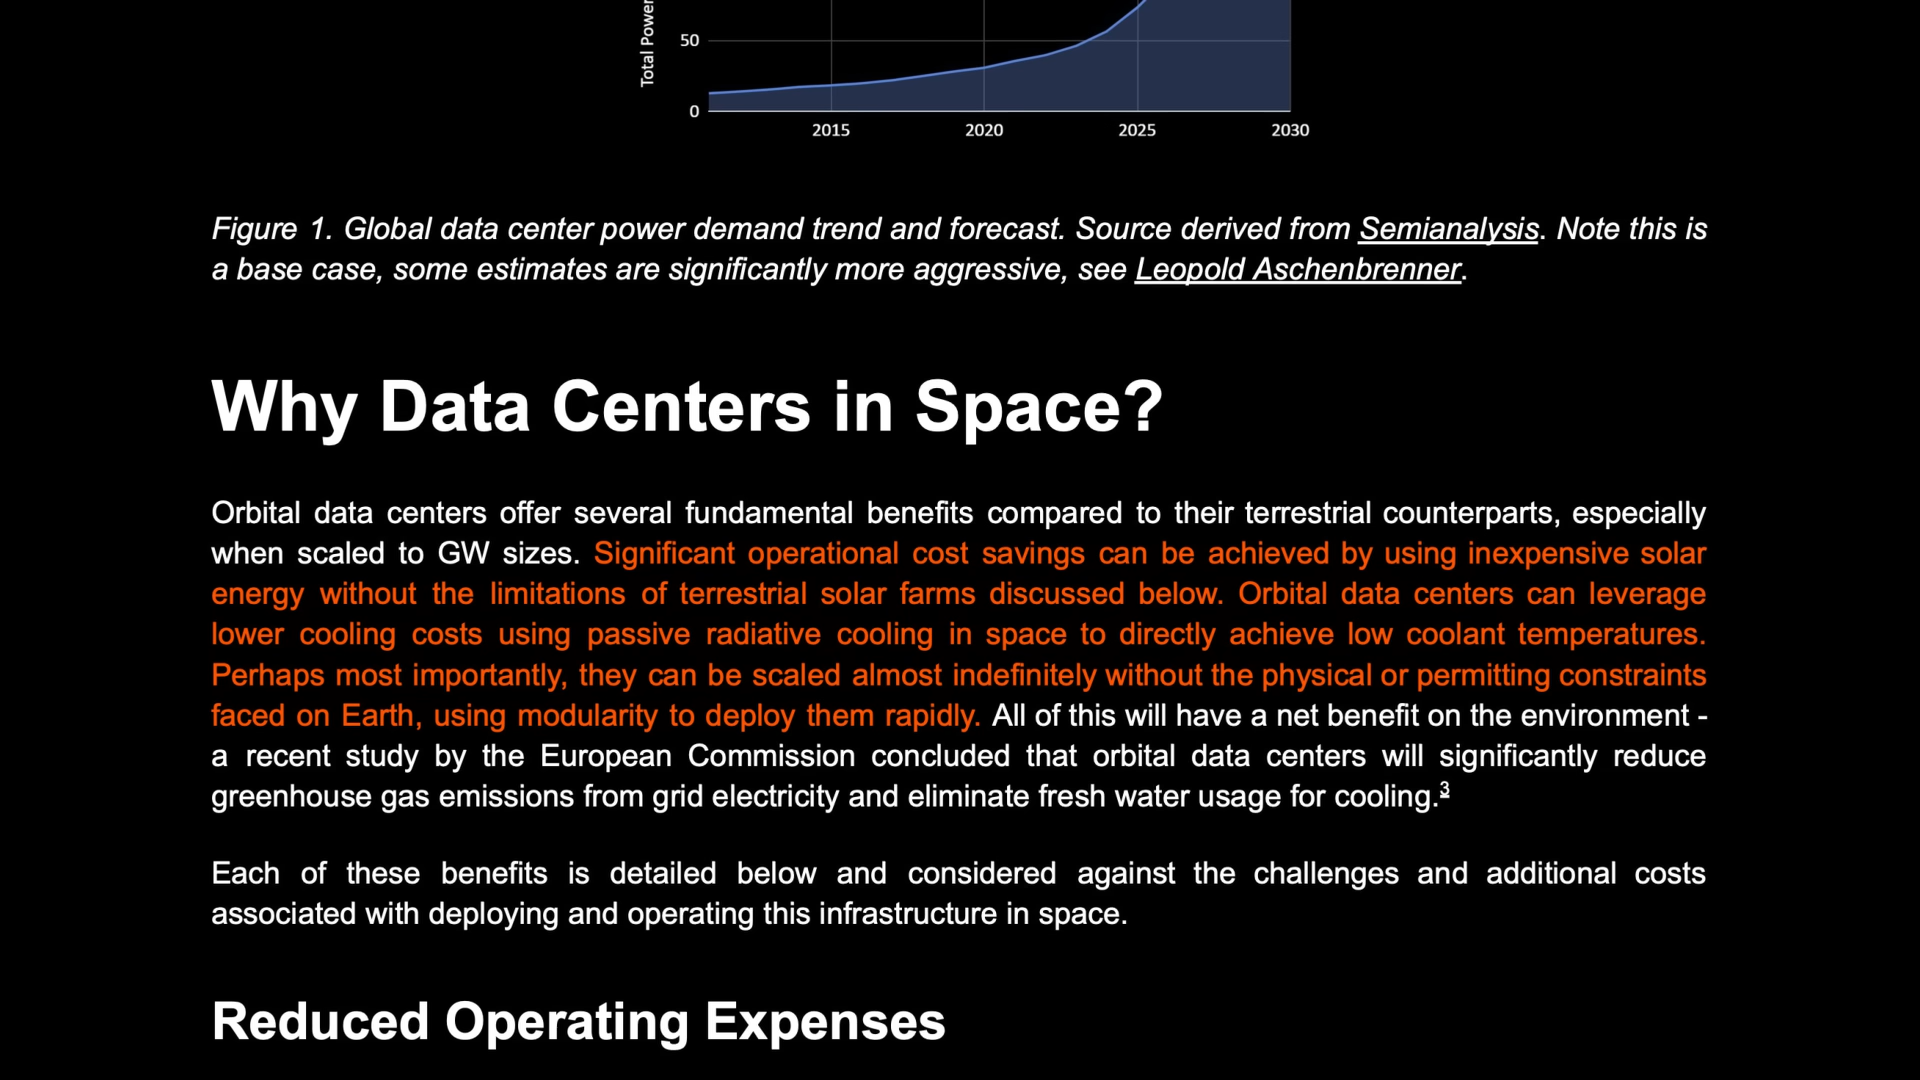 Total Power
50
0
2015 2020 2025 2030
Figure 1. Global data center power demand trend and forecast. Source derived from Semianalysis. Note this is
a base case, some estimates are significantly more aggressive, see Leopold Aschenbrenner.
Why Data Centers in Space?
Orbital data centers offer several fundamental benefits compared to their terrestrial counterparts, especially
when scaled to GW sizes. Significant operational cost savings can be achieved by using inexpensive solar
energy without the limitations of terrestrial solar farms discussed below. Orbital data centers can leverage
lower cooling costs using passive radiative cooling in space to directly achieve low coolant temperatures.
Perhaps most importantly, they can be scaled almost indefinitely without the physical or permitting constraints
faced on Earth, using modularity to deploy them rapidly. All of this will have a net benefit on the environment -
a recent study by the European Commission concluded that orbital data centers will significantly reduce
greenhouse gas emissions from grid electricity and eliminate fresh water usage for cooling.3
Each of these benefits is detailed below and considered against the challenges and additional costs
associated with deploying and operating this infrastructure in space.
Reduced Operating Expenses